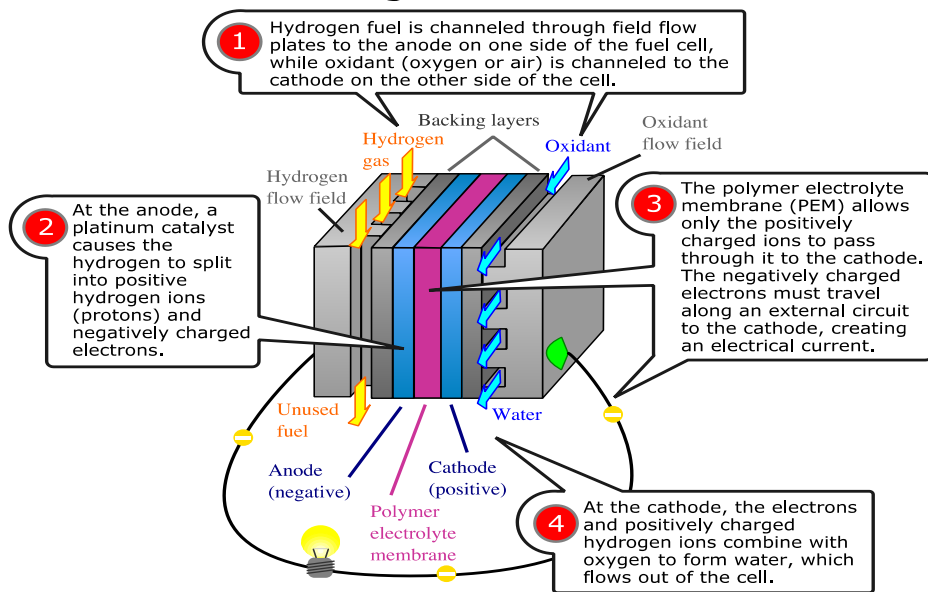 1
Hydrogen fuel is channeled through field flow
plates to the anode on one side of the fuel cell,
while oxidant (oxygen or air) is channeled to the
cathode on the other side of the cell.
Backing layers
Oxidant
flow field
Hydrogen
gas
Oxidant
Hydrogen
flow field
2
At the anode, a
platinum catalyst
causes the
hydrogen to split
into positive
hydrogen ions
(protons) and
negatively charged
electrons.
3
The polymer electrolyte
membrane (PEM) allows
only the positively
charged ions to pass
through it to the cathode.
The negatively charged
electrons must travel
along an external circuit
to the cathode, creating
an electrical current.
Unused
fuel
Water
Anode
(negative)
Cathode
(positive)
Polymer
electrolyte
membrane
4
At the cathode, the electrons
and positively charged
hydrogen ions combine with
oxygen to form water, which
flows out of the cell.